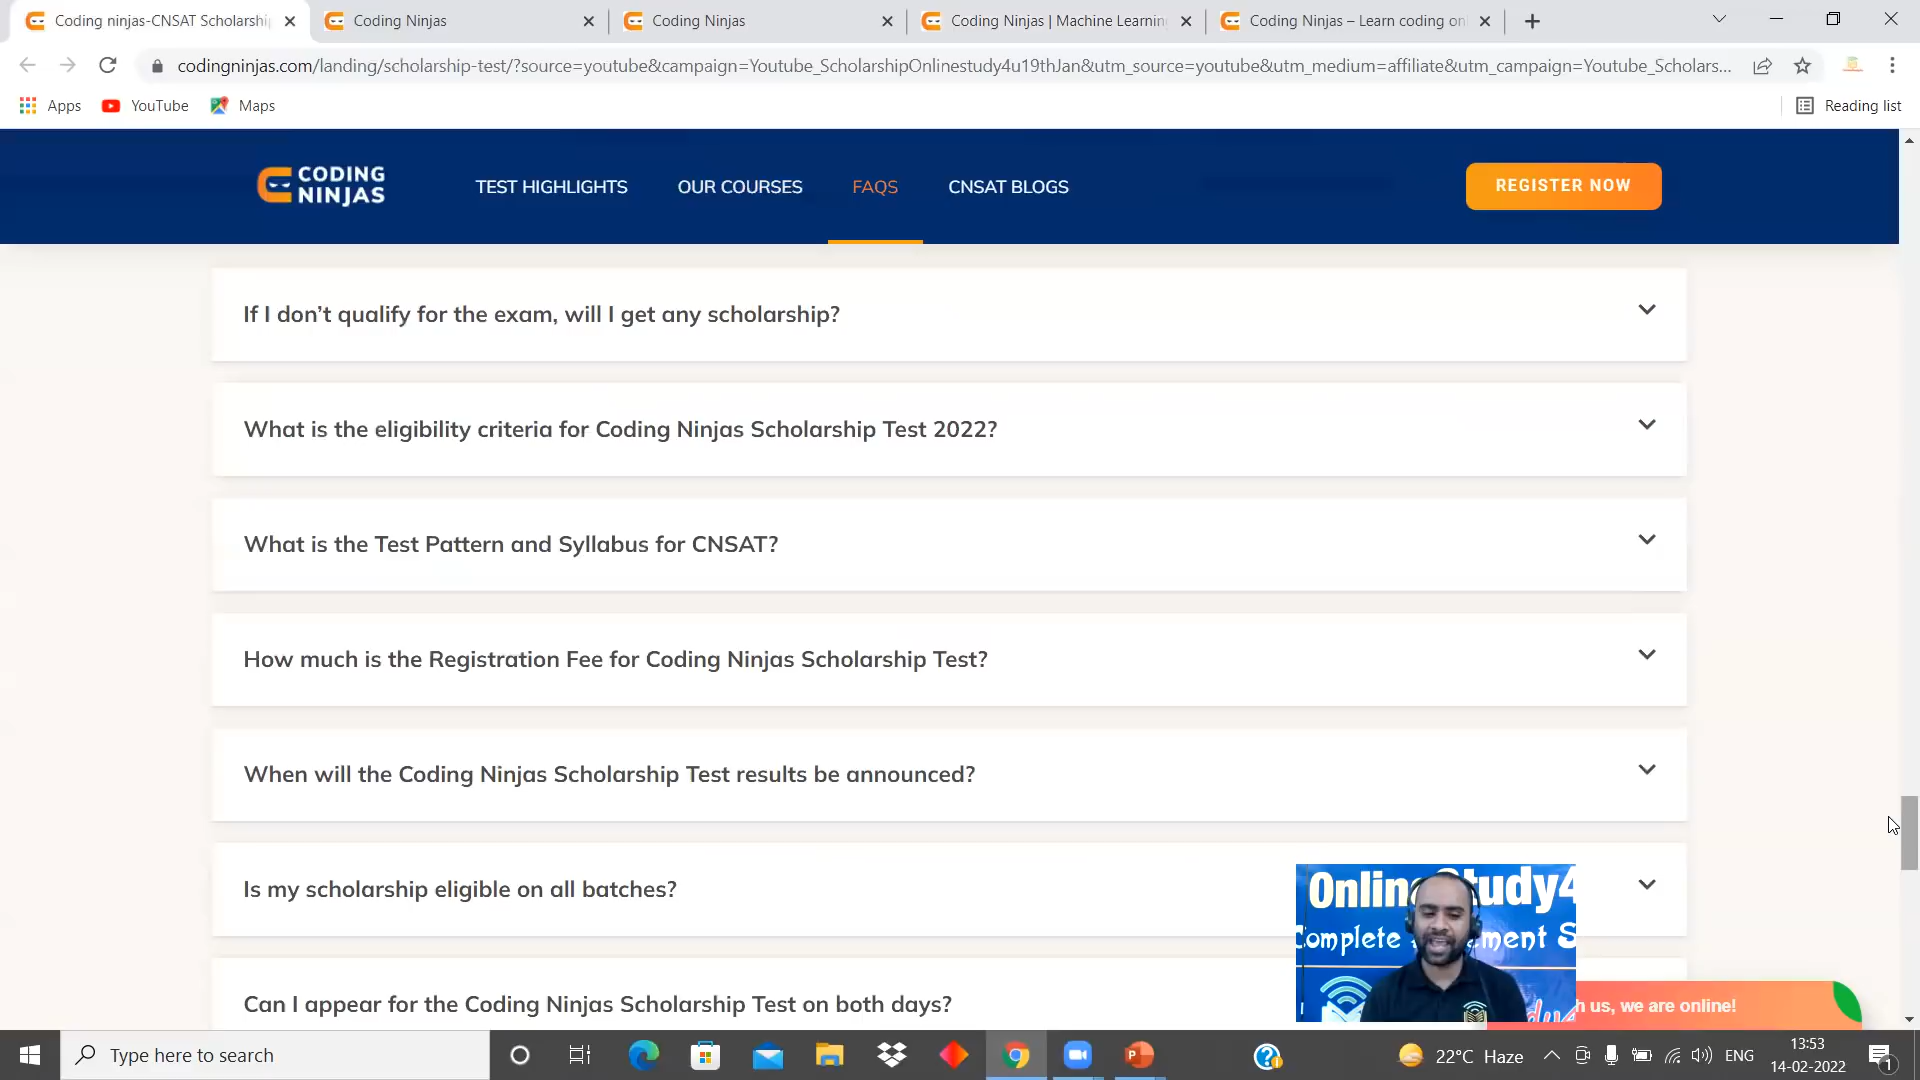 Coding ninjas-CNSAT Scholarshi
Coding Ninjas
Coding Ninjas
Coding Ninjas | Machine Learnin
Coding Ninjas – Learn coding on
codingninjas.com/landing/scholarship-test/?source=youtube&campaign=Youtube_ScholarshipOnlinestudy4u19thJan&utm_source=youtube&utm_medium=affiliate&utm_campaign=Youtube_Scholars...
Apps
YouTube
Maps
Reading list
CODING NINJAS
TEST HIGHLIGHTS
OUR COURSES
FAQS
CNSAT BLOGS
REGISTER NOW
If I don’t qualify for the exam, will I get any scholarship?
What is the eligibility criteria for Coding Ninjas Scholarship Test 2022?
What is the Test Pattern and Syllabus for CNSAT?
How much is the Registration Fee for Coding Ninjas Scholarship Test?
When will the Coding Ninjas Scholarship Test results be announced?
Is my scholarship eligible on all batches?
Can I appear for the Coding Ninjas Scholarship Test on both days?
h us, we are online!
Type here to search
22°C Haze
ENG
13:53
14-02-2022
1